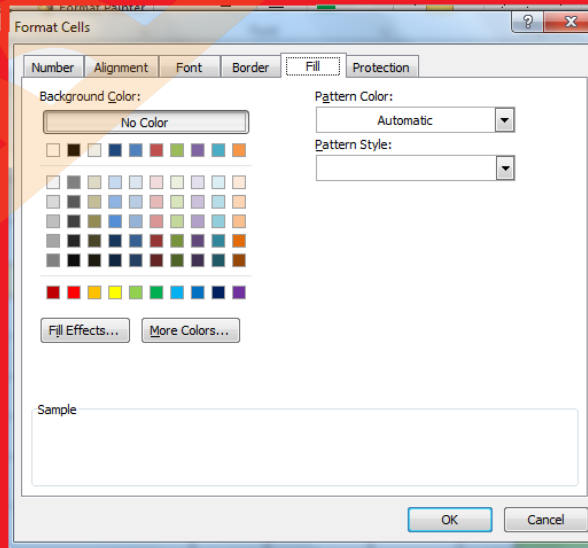 Format Painter
Format Cells
?
X
Number Alignment Font Border Fill Protection
Background Color:
No Color
Pattern Color:
Automatic
Pattern Style:
Fill Effects...
More Colors...
Sample
OK
Cancel